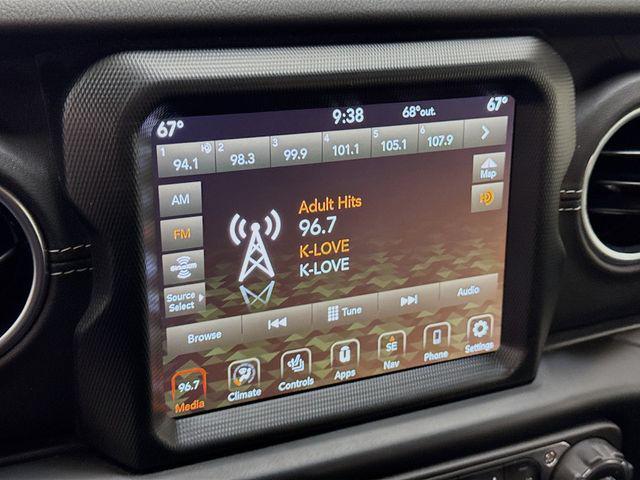 67° 9:38 68°out. 67°
1 94.1 2 98.3 3 99.9 4 101.1 5 105.1 6 107.9
AM
Map
FM
Adult Hits
96.7
K-LOVE
K-LOVE
siriusxm
Source
Select
Browse Tune Audio
96.7 SE
Media Climate Controls Apps Nav Phone Settings